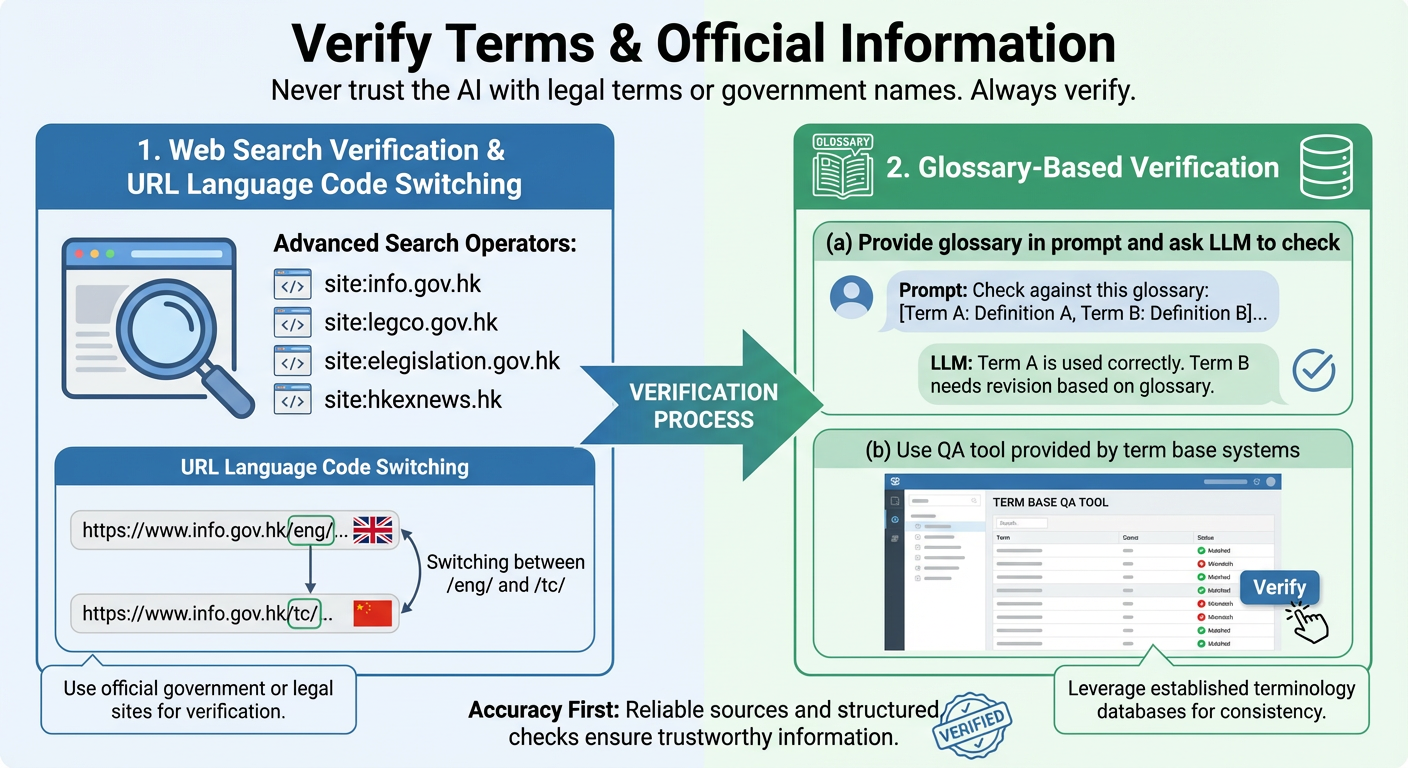 Verify Terms & Official Information
Never trust the AI with legal terms or government names. Always verify.
1. Web Search Verification &
URL Language Code Switching
Advanced Search Operators:
</> site:info.gov.hk
</> site:legco.gov.hk
</> site:elegislation.gov.hk
</> site:hkexnews.hk
URL Language Code Switching
https://www.info.gov.hk/eng/...
https://www.info.gov.hk/tc/...
Switching between
/eng/ and /tc/
Use official government or legal
sites for verification.
VERIFICATION
PROCESS
GLOSSARY
2. Glossary-Based Verification
(a) Provide glossary in prompt and ask LLM to check
Prompt: Check against this glossary:
[Term A: Definition A, Term B: Definition B]...
LLM: Term A is used correctly. Term B
needs revision based on glossary.
(b) Use QA tool provided by term base systems
TERM BASE QA TOOL
Term
Verify
Leverage established terminology
databases for consistency.
Accuracy First: Reliable sources and structured
checks ensure trustworthy information.
VERIFIED